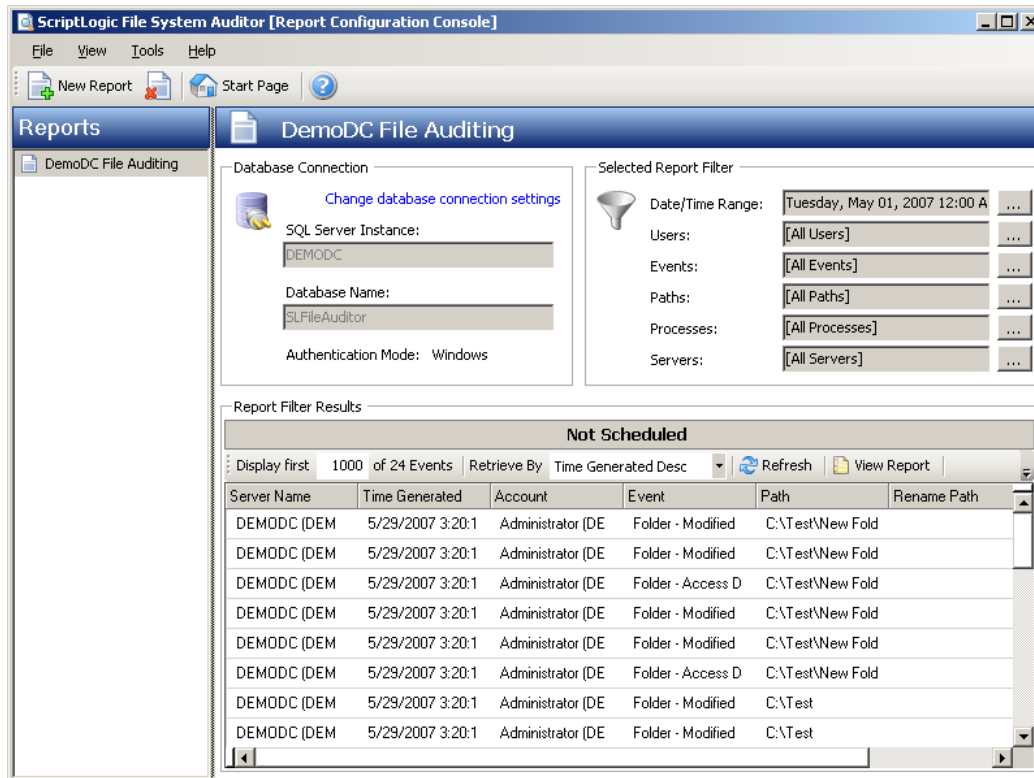 ScriptLogic File System Auditor [Report Configuration Console]
File View Tools Help
New Report Start Page
Reports
DemoDC File Auditing
DemoDC File Auditing
Database Connection
Change database connection settings
SQL Server Instance:
DEMODC
Database Name:
SLFileAuditor
Authentication Mode: Windows
Selected Report Filter
Date/Time Range: Tuesday, May 01, 2007 12:00 A ...
Users: [All Users] ...
Events: [All Events] ...
Paths: [All Paths] ...
Processes: [All Processes] ...
Servers: [All Servers] ...
Report Filter Results
Not Scheduled
Display first 1000 of 24 Events Retrieve By Time Generated Desc Refresh View Report
Server Name Time Generated Account Event Path Rename Path
DEMODC (DEM 5/29/2007 3:20:1 Administrator (DE Folder - Modified C:\Test\New Fold
DEMODC (DEM 5/29/2007 3:20:1 Administrator (DE Folder - Modified C:\Test\New Fold
DEMODC (DEM 5/29/2007 3:20:1 Administrator (DE Folder - Access D C:\Test\New Fold
DEMODC (DEM 5/29/2007 3:20:1 Administrator (DE Folder - Modified C:\Test\New Fold
DEMODC (DEM 5/29/2007 3:20:1 Administrator (DE Folder - Modified C:\Test\New Fold
DEMODC (DEM 5/29/2007 3:20:1 Administrator (DE Folder - Access D C:\Test\New Fold
DEMODC (DEM 5/29/2007 3:20:1 Administrator (DE Folder - Modified C:\Test
DEMODC (DEM 5/29/2007 3:20:1 Administrator (DE Folder - Modified C:\Test